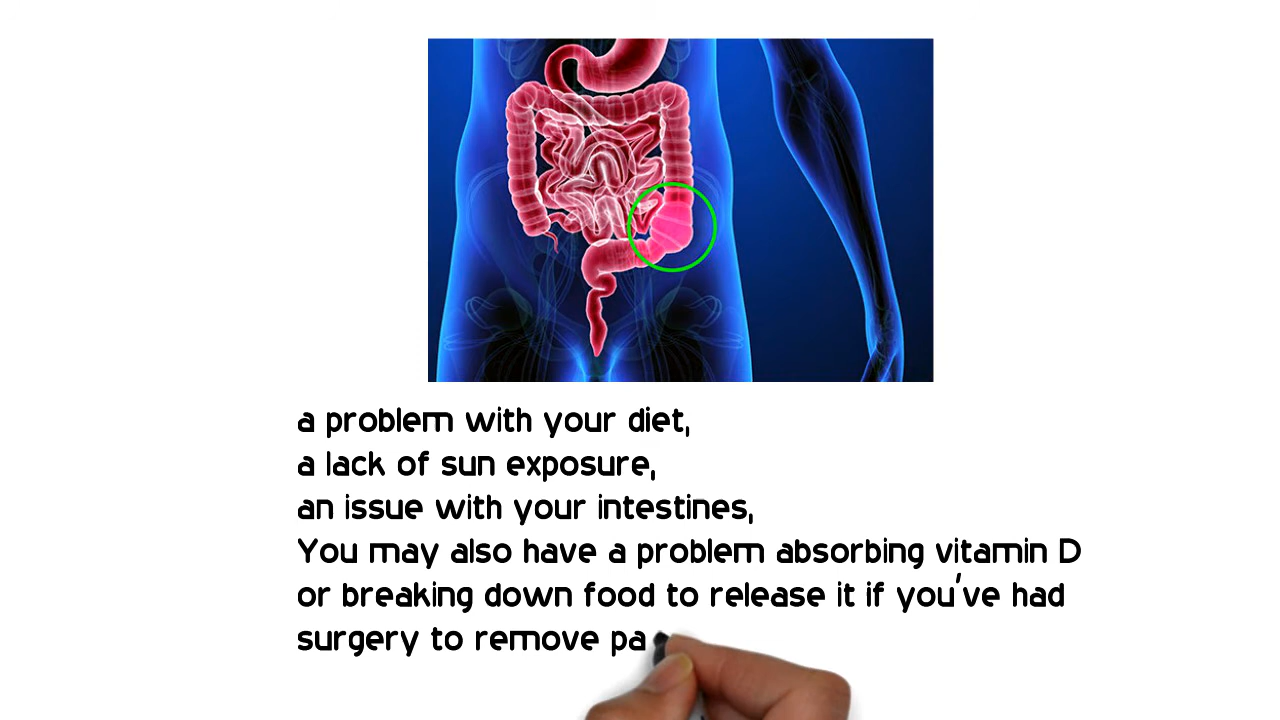 a problem with your diet,
a lack of sun exposure,
an issue with your intestines,
You may also have a problem absorbing vitamin D
or breaking down food to release it if you've had
surgery to remove pa